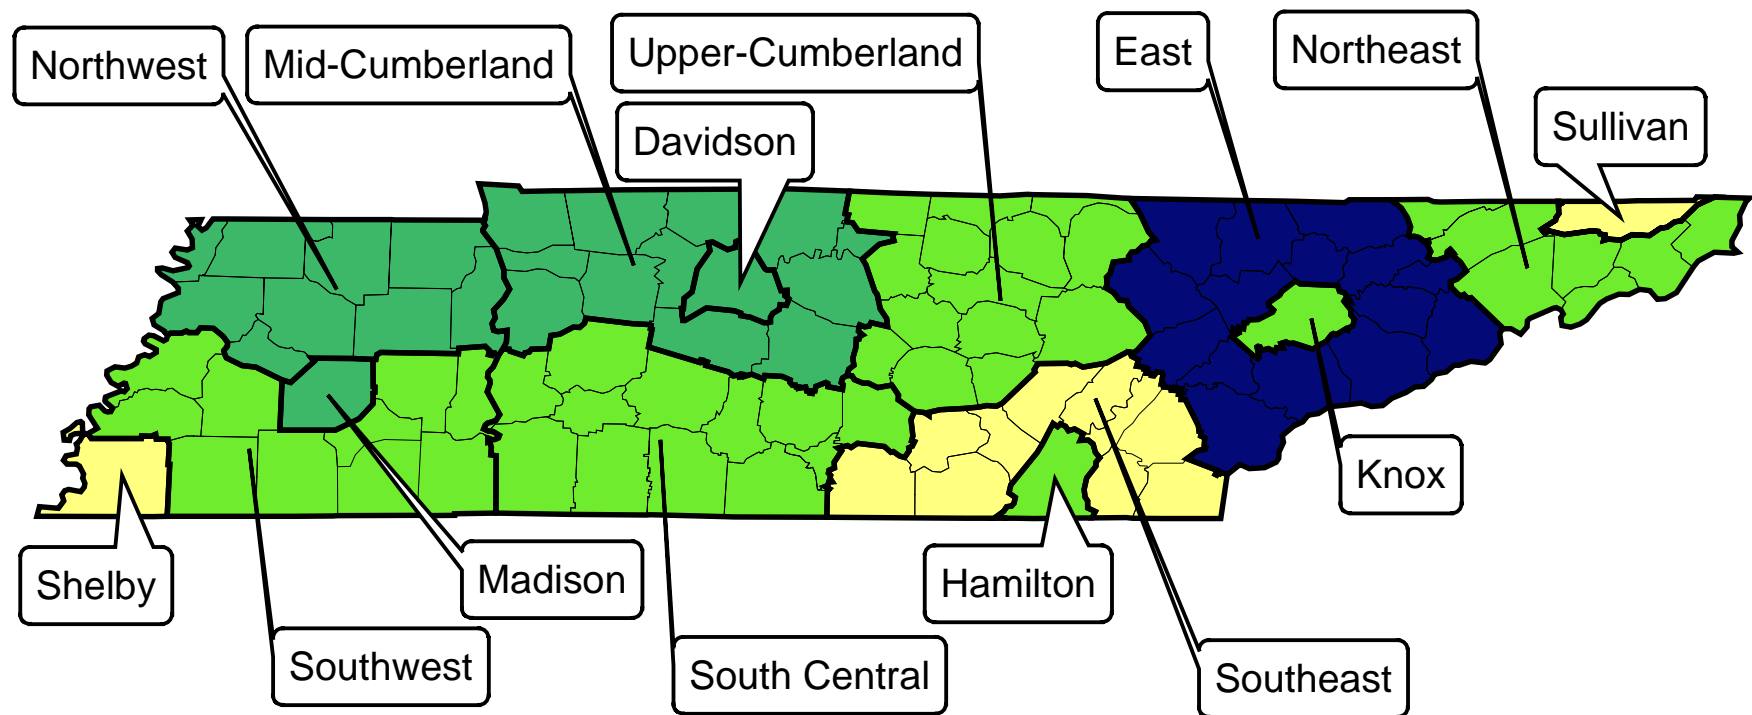 Northwest
Mid-Cumberland
Upper-Cumberland
East
Northeast
Davidson
Sullivan
Knox
Shelby
Madison
Hamilton
Southwest
South Central
Southeast